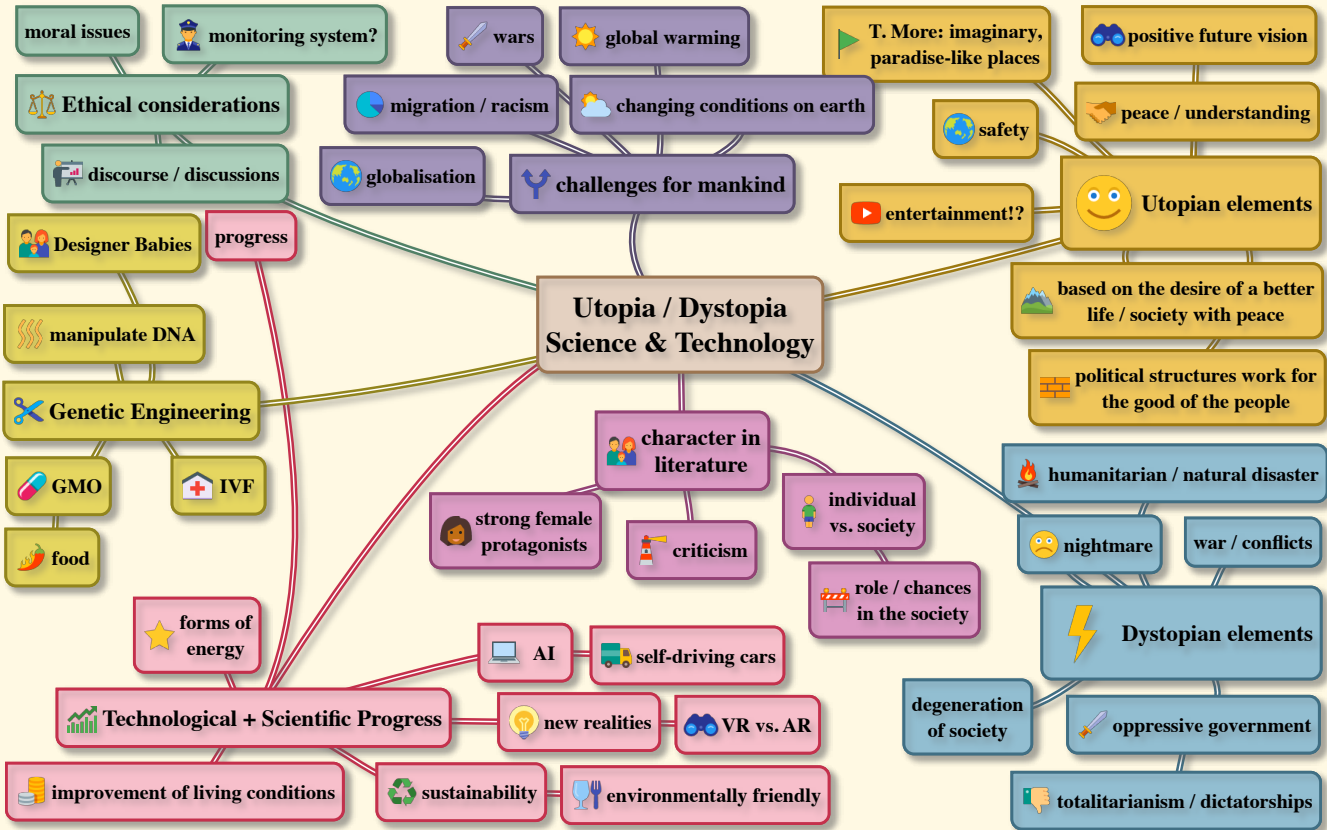 moral issues
monitoring system?
Ethical considerations
discourse / discussions
wars
global warming
migration / racism
changing conditions on earth
globalisation
challenges for mankind
T. More: imaginary,
paradise-like places
positive future vision
peace / understanding
safety
entertainment!?
Utopian elements
based on the desire of a better
life / society with peace
political structures work for
the good of the people
Designer Babies
progress
manipulate DNA
Genetic Engineering
GMO
IVF
food
Utopia / Dystopia
Science & Technology
character in
literature
strong female
protagonists
criticism
individual
vs. society
role / chances
in the society
humanitarian / natural disaster
nightmare
war / conflicts
Dystopian elements
degeneration
of society
oppressive government
totalitarianism / dictatorships
forms of
energy
AI
self-driving cars
Technological + Scientific Progress
new realities
VR vs. AR
improvement of living conditions
sustainability
environmentally friendly